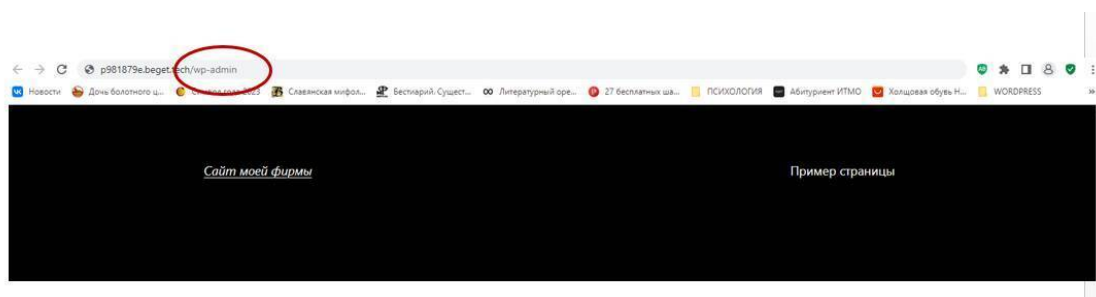 p981879e.beget.tech/wp-admin
Новости Дочь болотного ц... 2023 Славянская мифол... Бестиарий. Сущест... Литературный оре... 27 бесплатных ша... ПСИХОЛОГИЯ Абитуриент ИТМО Холщовая обувь Н... WORDPRESS
Сайт моей фирмы Пример страницы